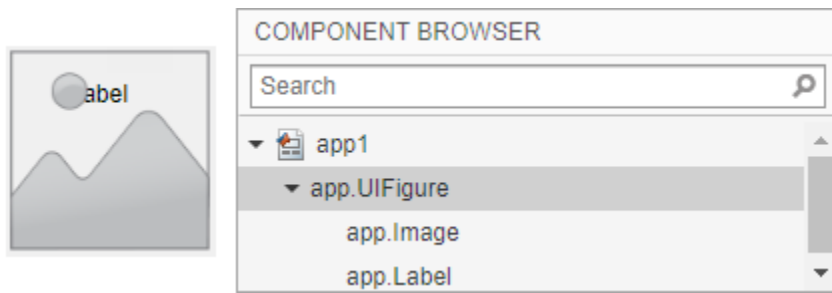 abel
COMPONENT BROWSER
Search
app1
app.UIFigure
app.Image
app.Label